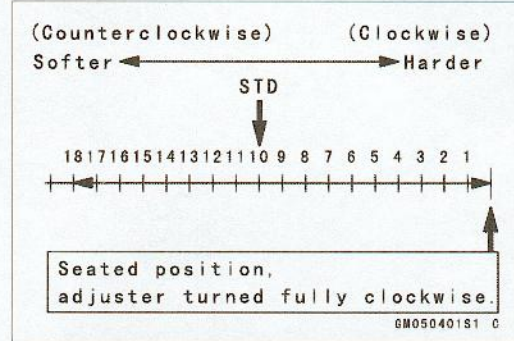 (Counterclockwise) (Clockwise)
Softer Harder
STD
18 17 16 15 14 13 12 11 10 9 8 7 6 5 4 3 2 1
Seated position,
adjuster turned fully clockwise.
GM050401S1 C